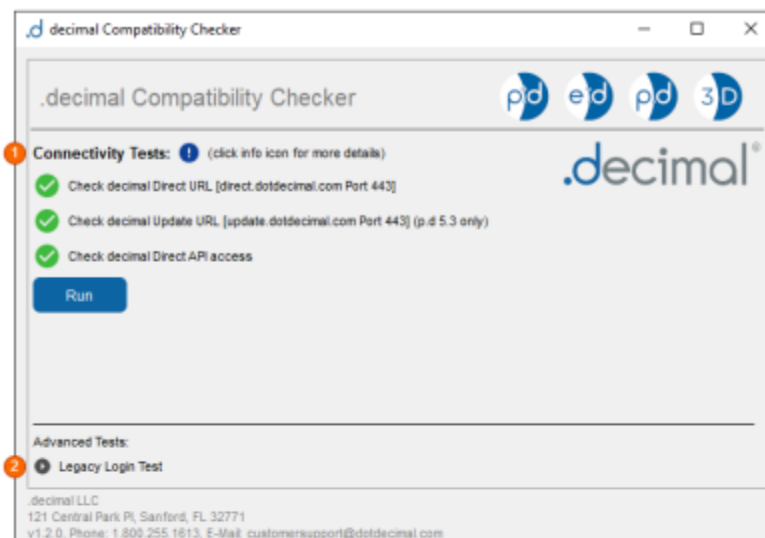 .d decimal Compatibility Checker
.decimal Compatibility Checker
p.d e.d p.d 3D
.decimal®
1 Connectivity Tests: ! (click info icon for more details)
Check decimal Direct URL [direct.dotdecimal.com Port 443]
Check decimal Update URL [update.dotdecimal.com Port 443] (p.d 5.3 only)
Check decimal Direct API access
Run
Advanced Tests:
2 Legacy Login Test
.decimal LLC
121 Central Park Pl, Sanford, FL 32771
v1.2.0, Phone: 1.800.255.1613, E-Mail: customersupport@dotdecimal.com